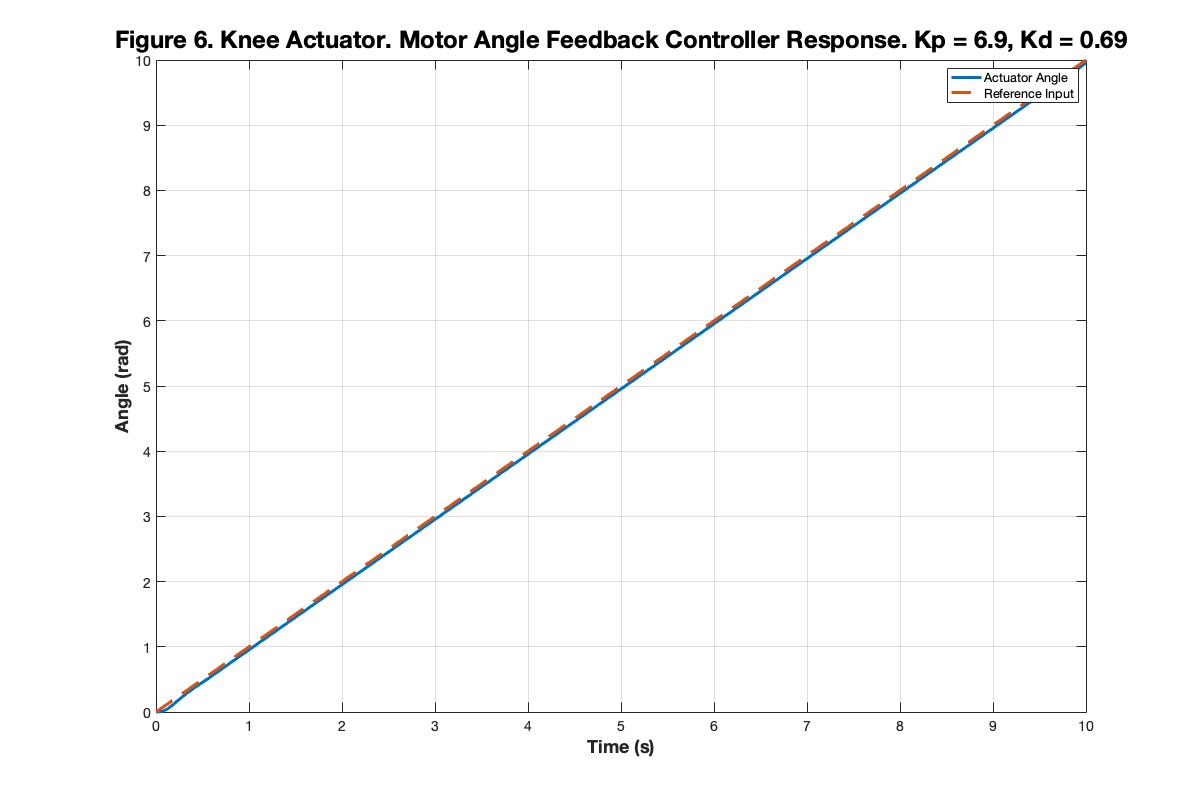 Figure 6. Knee Actuator. Motor Angle Feedback Controller Response. Kp = 6.9, Kd = 0.69
Actuator Angle
Reference Input
10
9
8
7
6
5
4
3
2
1
0
Angle (rad)
0 1 2 3 4 5 6 7 8 9 10
Time (s)